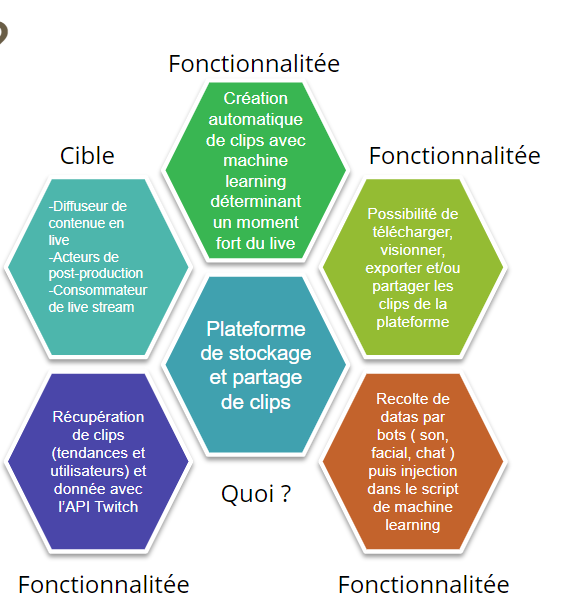 Fonctionnalitée
Création
automatique
de clips avec
machine
learning
déterminant
un moment
fort du live
Cible
-Diffuseur de
contenue en
live
-Acteurs de
post-production
-Consommateur
de live stream
Fonctionnalitée
Possibilité de
télécharger,
visionner,
exporter et/ou
partager les
clips de la
plateforme
Plateforme
de stockage
et partage
de clips
Quoi ?
Récupération
de clips
(tendances et
utilisateurs) et
donnée avec
l'API Twitch
Fonctionnalitée
Recolte de
datas par
bots ( son,
facial, chat )
puis injection
dans le script
de machine
learning
Fonctionnalitée